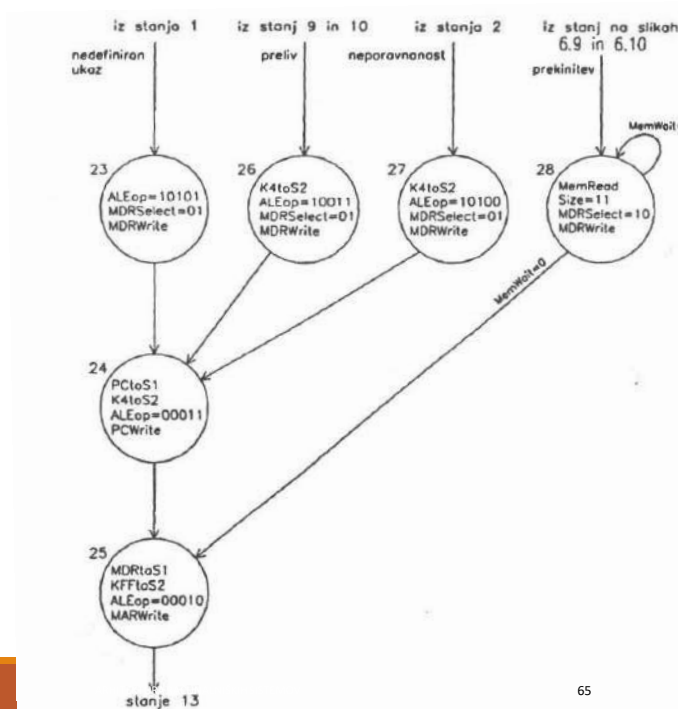 iz stanja 1
nedefiniran
ukaz
iz stanj 9 in 10
preliv
iz stanja 2
neporavnanost
iz stanj na slikah
6.9 in 6.10
prekinitev
23
ALEop=10101
MDRSelect=01
MDRWrite
26
K4toS2
ALEop=10011
MDRSelect=01
MDRWrite
27
K4toS2
ALEop=10100
MDRSelect=01
MDRWrite
28
MemRead
Size=11
MDRSelect=10
MDRWrite
MemWait=
MemWait=0
24
PCtoS1
K4toS2
ALEop=00011
PCWrite
25
MDRtoS1
KFFtoS2
ALEop=00010
MARWrite
stanje 13
65